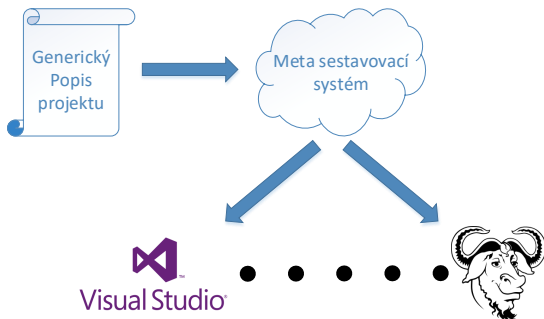 Generický
Popis
projektu
Meta sestavovací
systém
Visual Studio